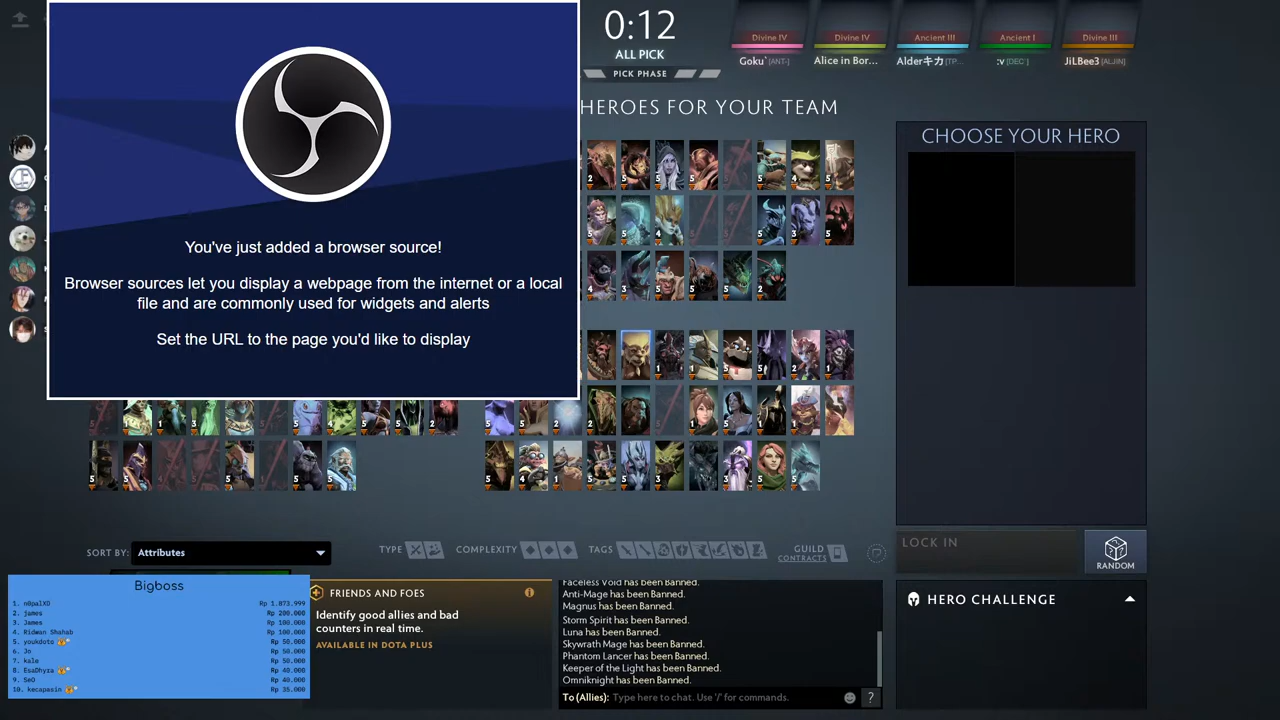 0:12
ALL PICK
PICK PHASE
Divine IV
Goku` [ANT-]
Divine IV
Alice in Bor...
Ancient III
Alderキカ [TP...
Ancient I
:v [DEC`]
Divine III
JiLBee3 [ALJIN]
HEROES FOR YOUR TEAM
CHOOSE YOUR HERO
You've just added a browser source!
Browser sources let you display a webpage from the internet or a local
file and are commonly used for widgets and alerts
Set the URL to the page you'd like to display
SORT BY: Attributes
TYPE
COMPLEXITY
TAGS
GUILD
CONTRACTS
LOCK IN
RANDOM
Bigboss
1. n0palXD Rp 1.873.999
2. james Rp 200.000
3. James Rp 100.000
4. Ridwan Shahab Rp 100.000
5. youkdota Rp 50.000
6. Jo Rp 50.000
7. kale Rp 50.000
8. EsaDhyra Rp 40.000
9. SeO Rp 40.000
10. kecapasin Rp 35.000
FRIENDS AND FOES
Identify good allies and bad
counters in real time.
AVAILABLE IN DOTA PLUS
Faceless Void has been Banned.
Anti-Mage has been Banned.
Magnus has been Banned.
Storm Spirit has been Banned.
Luna has been Banned.
Skywrath Mage has been Banned.
Phantom Lancer has been Banned.
Keeper of the Light has been Banned.
Omniknight has been Banned.
To (Allies): Type here to chat. Use '/' for commands.
?
HERO CHALLENGE